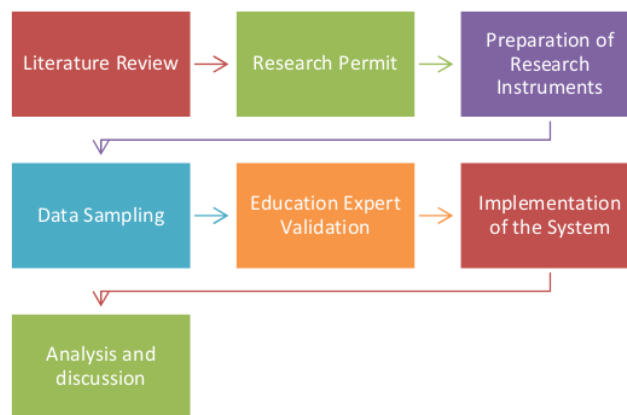 Literature Review
Research Permit
Preparation of
Research
Instruments
Data Sampling
Education Expert
Validation
Implementation
of the System
Analysis and
discussion